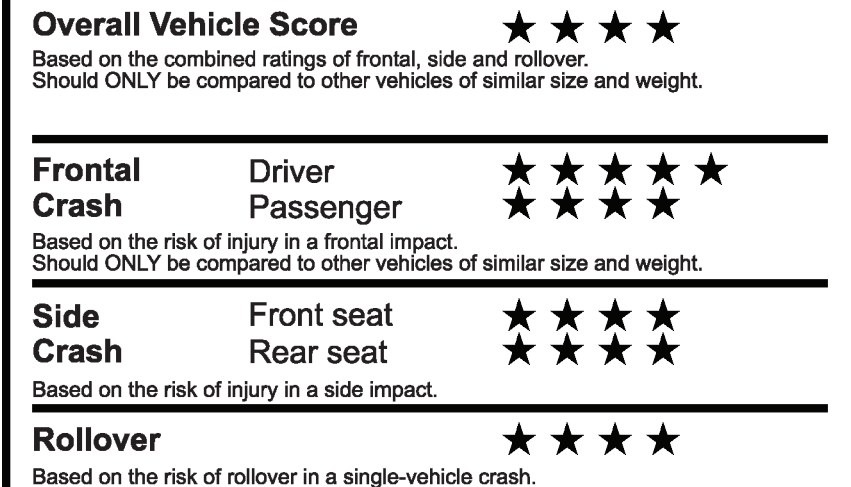 Overall Vehicle Score ★ ★ ★ ★
Based on the combined ratings of frontal, side and rollover.
Should ONLY be compared to other vehicles of similar size and weight.
Frontal Driver ★ ★ ★ ★ ★
Crash Passenger ★ ★ ★ ★
Based on the risk of injury in a frontal impact.
Should ONLY be compared to other vehicles of similar size and weight.
Side Front seat ★ ★ ★ ★
Crash Rear seat ★ ★ ★ ★
Based on the risk of injury in a side impact.
Rollover ★ ★ ★ ★
Based on the risk of rollover in a single-vehicle crash.